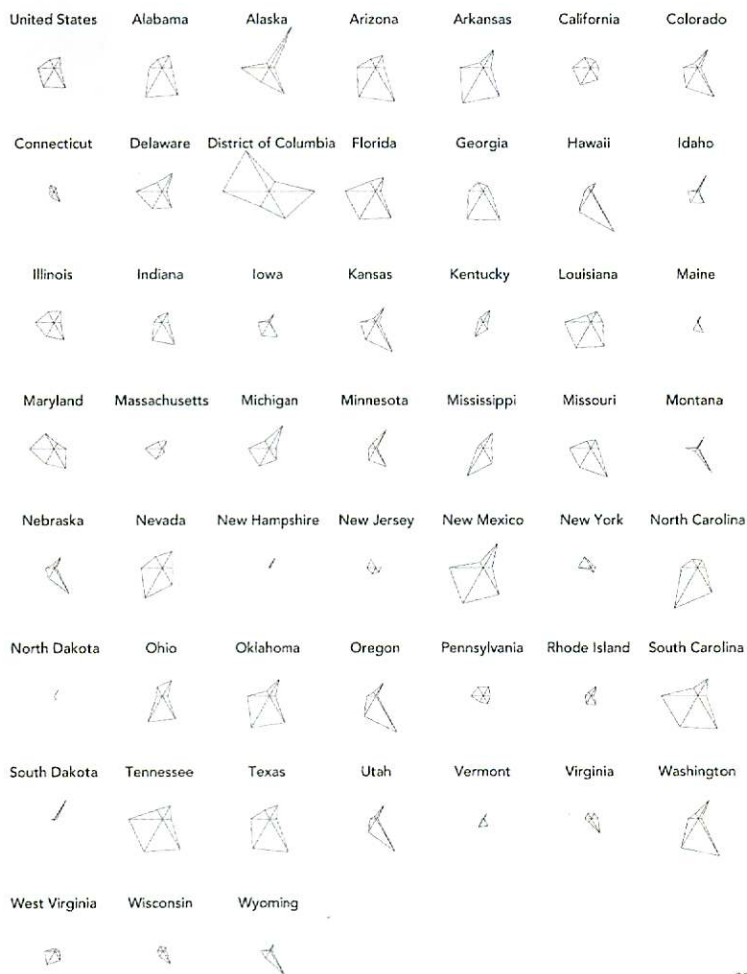 United States Alabama Alaska Arizona Arkansas California Colorado
Connecticut Delaware District of Columbia Florida Georgia Hawaii Idaho
Illinois Indiana Iowa Kansas Kentucky Louisiana Maine
Maryland Massachusetts Michigan Minnesota Mississippi Missouri Montana
Nebraska Nevada New Hampshire New Jersey New Mexico New York North Carolina
North Dakota Ohio Oklahoma Oregon Pennsylvania Rhode Island South Carolina
South Dakota Tennessee Texas Utah Vermont Virginia Washington
West Virginia Wisconsin Wyoming